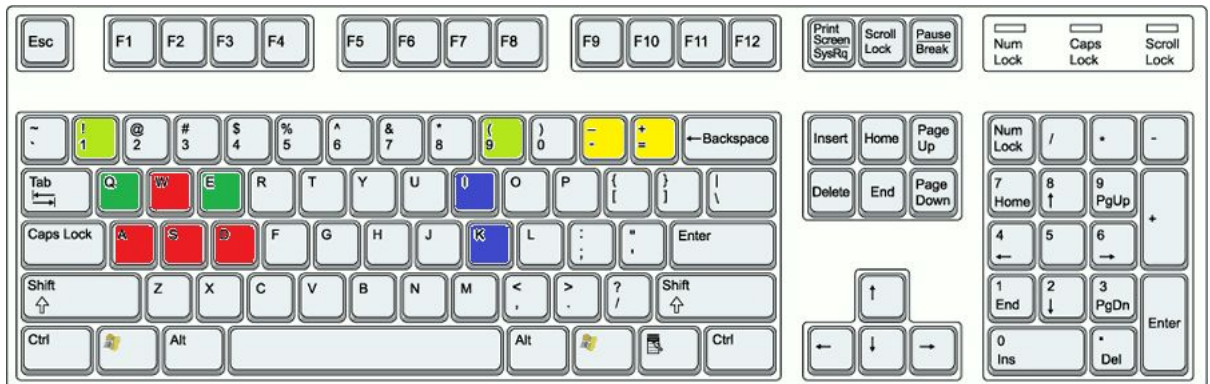 Esc F1 F2 F3 F4 F5 F6 F7 F8 F9 F10 F11 F12 Print Screen SysRq Scroll Lock Pause Break Num Lock Caps Lock Scroll Lock
~ ` ! 1 @ 2 # 3 $ 4 % 5 ^ 6 & 7 * 8 ( 9 ) 0 – - + = ←Backspace Insert Home Page Up Num Lock / * -
Tab Q W E R T Y U I O P { [ } ] | \ Delete End Page Down 7 Home 8 ↑ 9 PgUp +
Caps Lock A S D F G H J K L : ; " ' Enter 4 ← 5 6 →
Shift Z X C V B N M < , > . ? / Shift ↑ 1 End 2 ↓ 3 PgDn Enter
Ctrl Alt Alt Ctrl ← ↓ → 0 Ins . Del